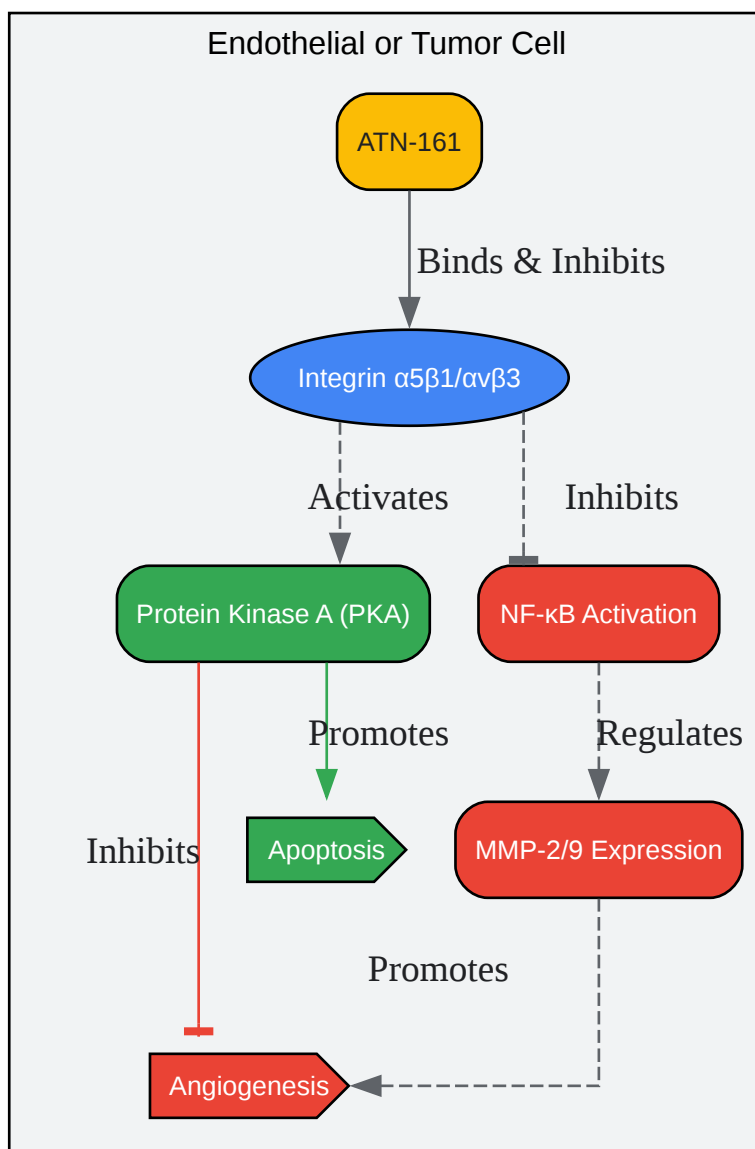 Endothelial or Tumor Cell
ATN-161
Binds & Inhibits
Integrin α5β1/αvβ3
Activates
Inhibits
Protein Kinase A (PKA)
NF-κB Activation
Promotes
Regulates
Inhibits
Apoptosis
MMP-2/9 Expression
Promotes
Angiogenesis